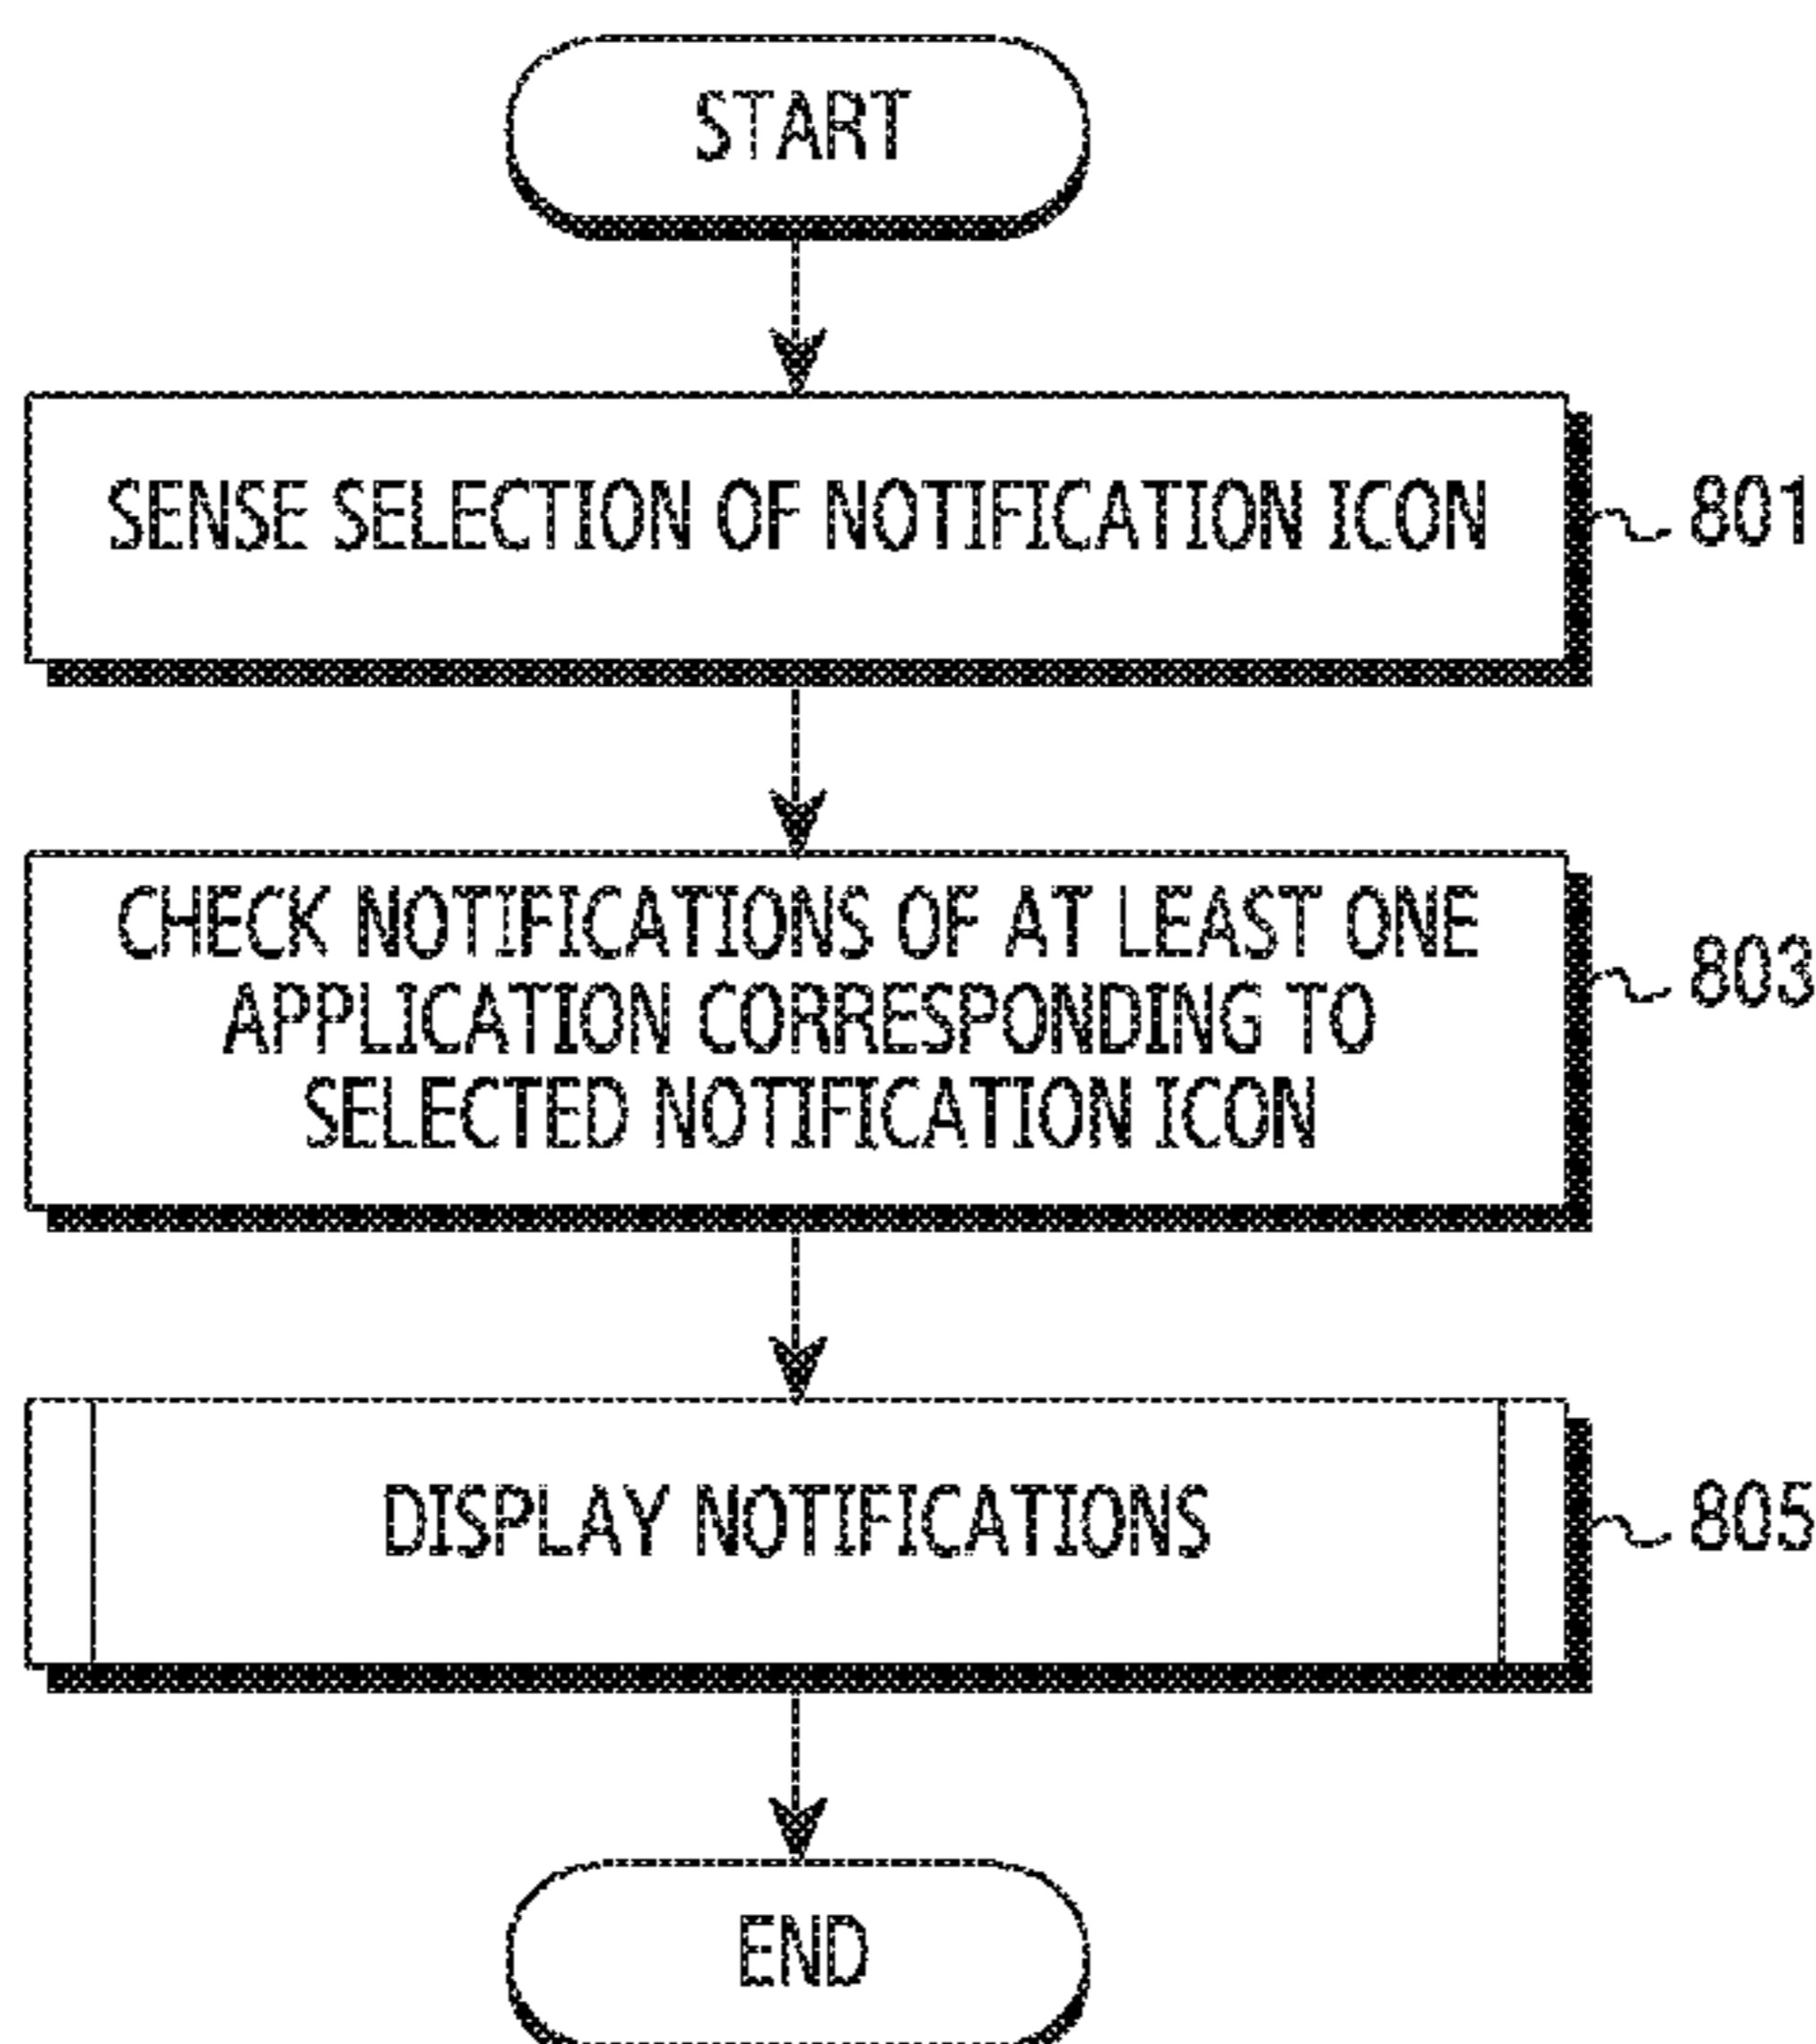 START
SENSE SELECTION OF NOTIFICATION ICON
801
CHECK NOTIFICATIONS OF AT LEAST ONE
APPLICATION CORRESPONDING TO
SELECTED NOTIFICATION ICON
803
DISPLAY NOTIFICATIONS
805
END